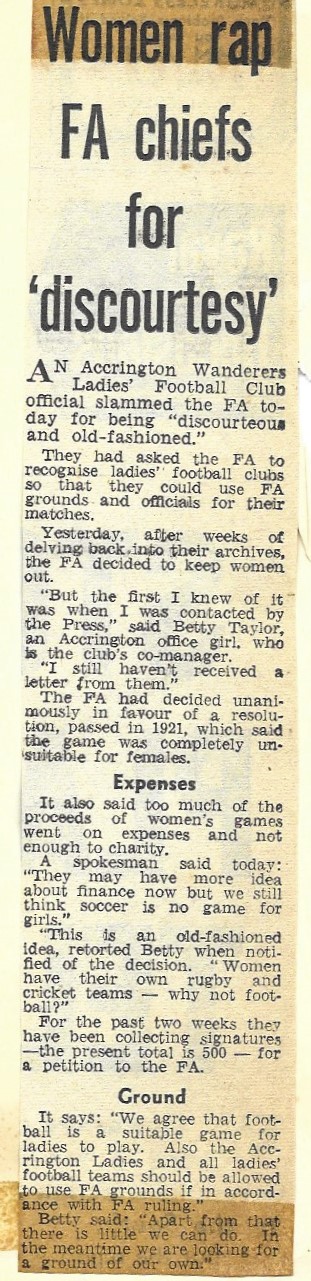 Women rap
FA chiefs
for
'discourtesy'
AN Accrington Wanderers
Ladies' Football Club
official slammed the FA to-
day for being "discourteous
and old-fashioned."
They had asked the FA to
recognise ladies' football clubs
so that they could use FA
grounds and officials for their
matches.
Yesterday, after weeks of
delving back into their archives,
the FA decided to keep women
out.
"But the first I knew of it
was when I was contacted by
the Press," said Betty Taylor,
an Accrington office girl, who
is the club's co-manager.
"I still haven't received a
letter from them."
The FA had decided unani-
mously in favour of a resolu-
tion, passed in 1921, which said
the game was completely un-
suitable for females.
Expenses
It also said too much of the
proceeds of women's games
went on expenses and not
enough to charity.
A spokesman said today:
"They may have more idea
about finance now but we still
think soccer is no game for
girls."
"This is an old-fashioned
idea, retorted Betty when noti-
fied of the decision. "Women
have their own rugby and
cricket teams — why not foot-
ball?"
For the past two weeks they
have been collecting signatures
—the present total is 500 — for
a petition to the FA.
Ground
It says: "We agree that foot-
ball is a suitable game for
ladies to play. Also the Acc-
rington Ladies and all ladies'
football teams should be allowed
to use FA grounds if in accord-
ance with FA ruling."
Betty said: "Apart from that
there is little we can do. In
the meantime we are looking for
a ground of our own."